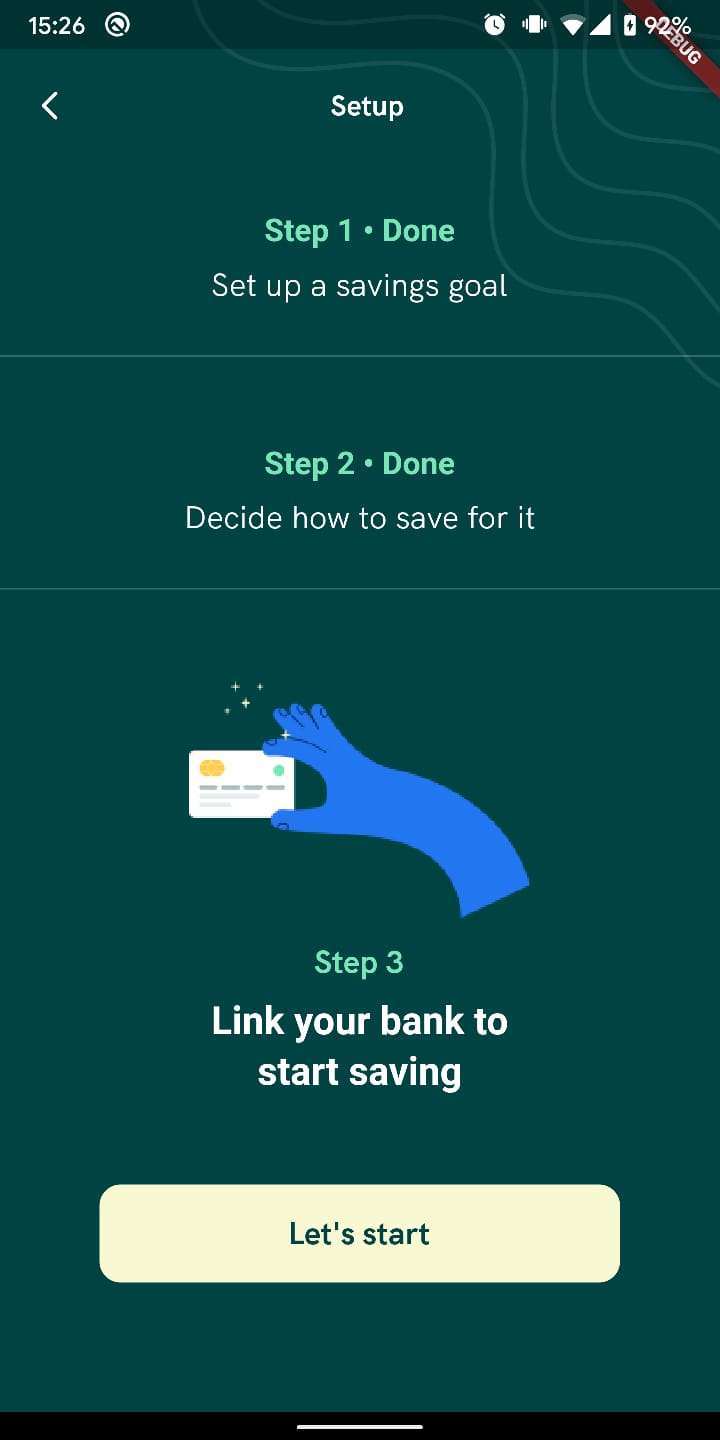 15:26
92%
DEBUG
Setup
Step 1 • Done
Set up a savings goal
Step 2 • Done
Decide how to save for it
Step 3
Link your bank to
start saving
Let's start